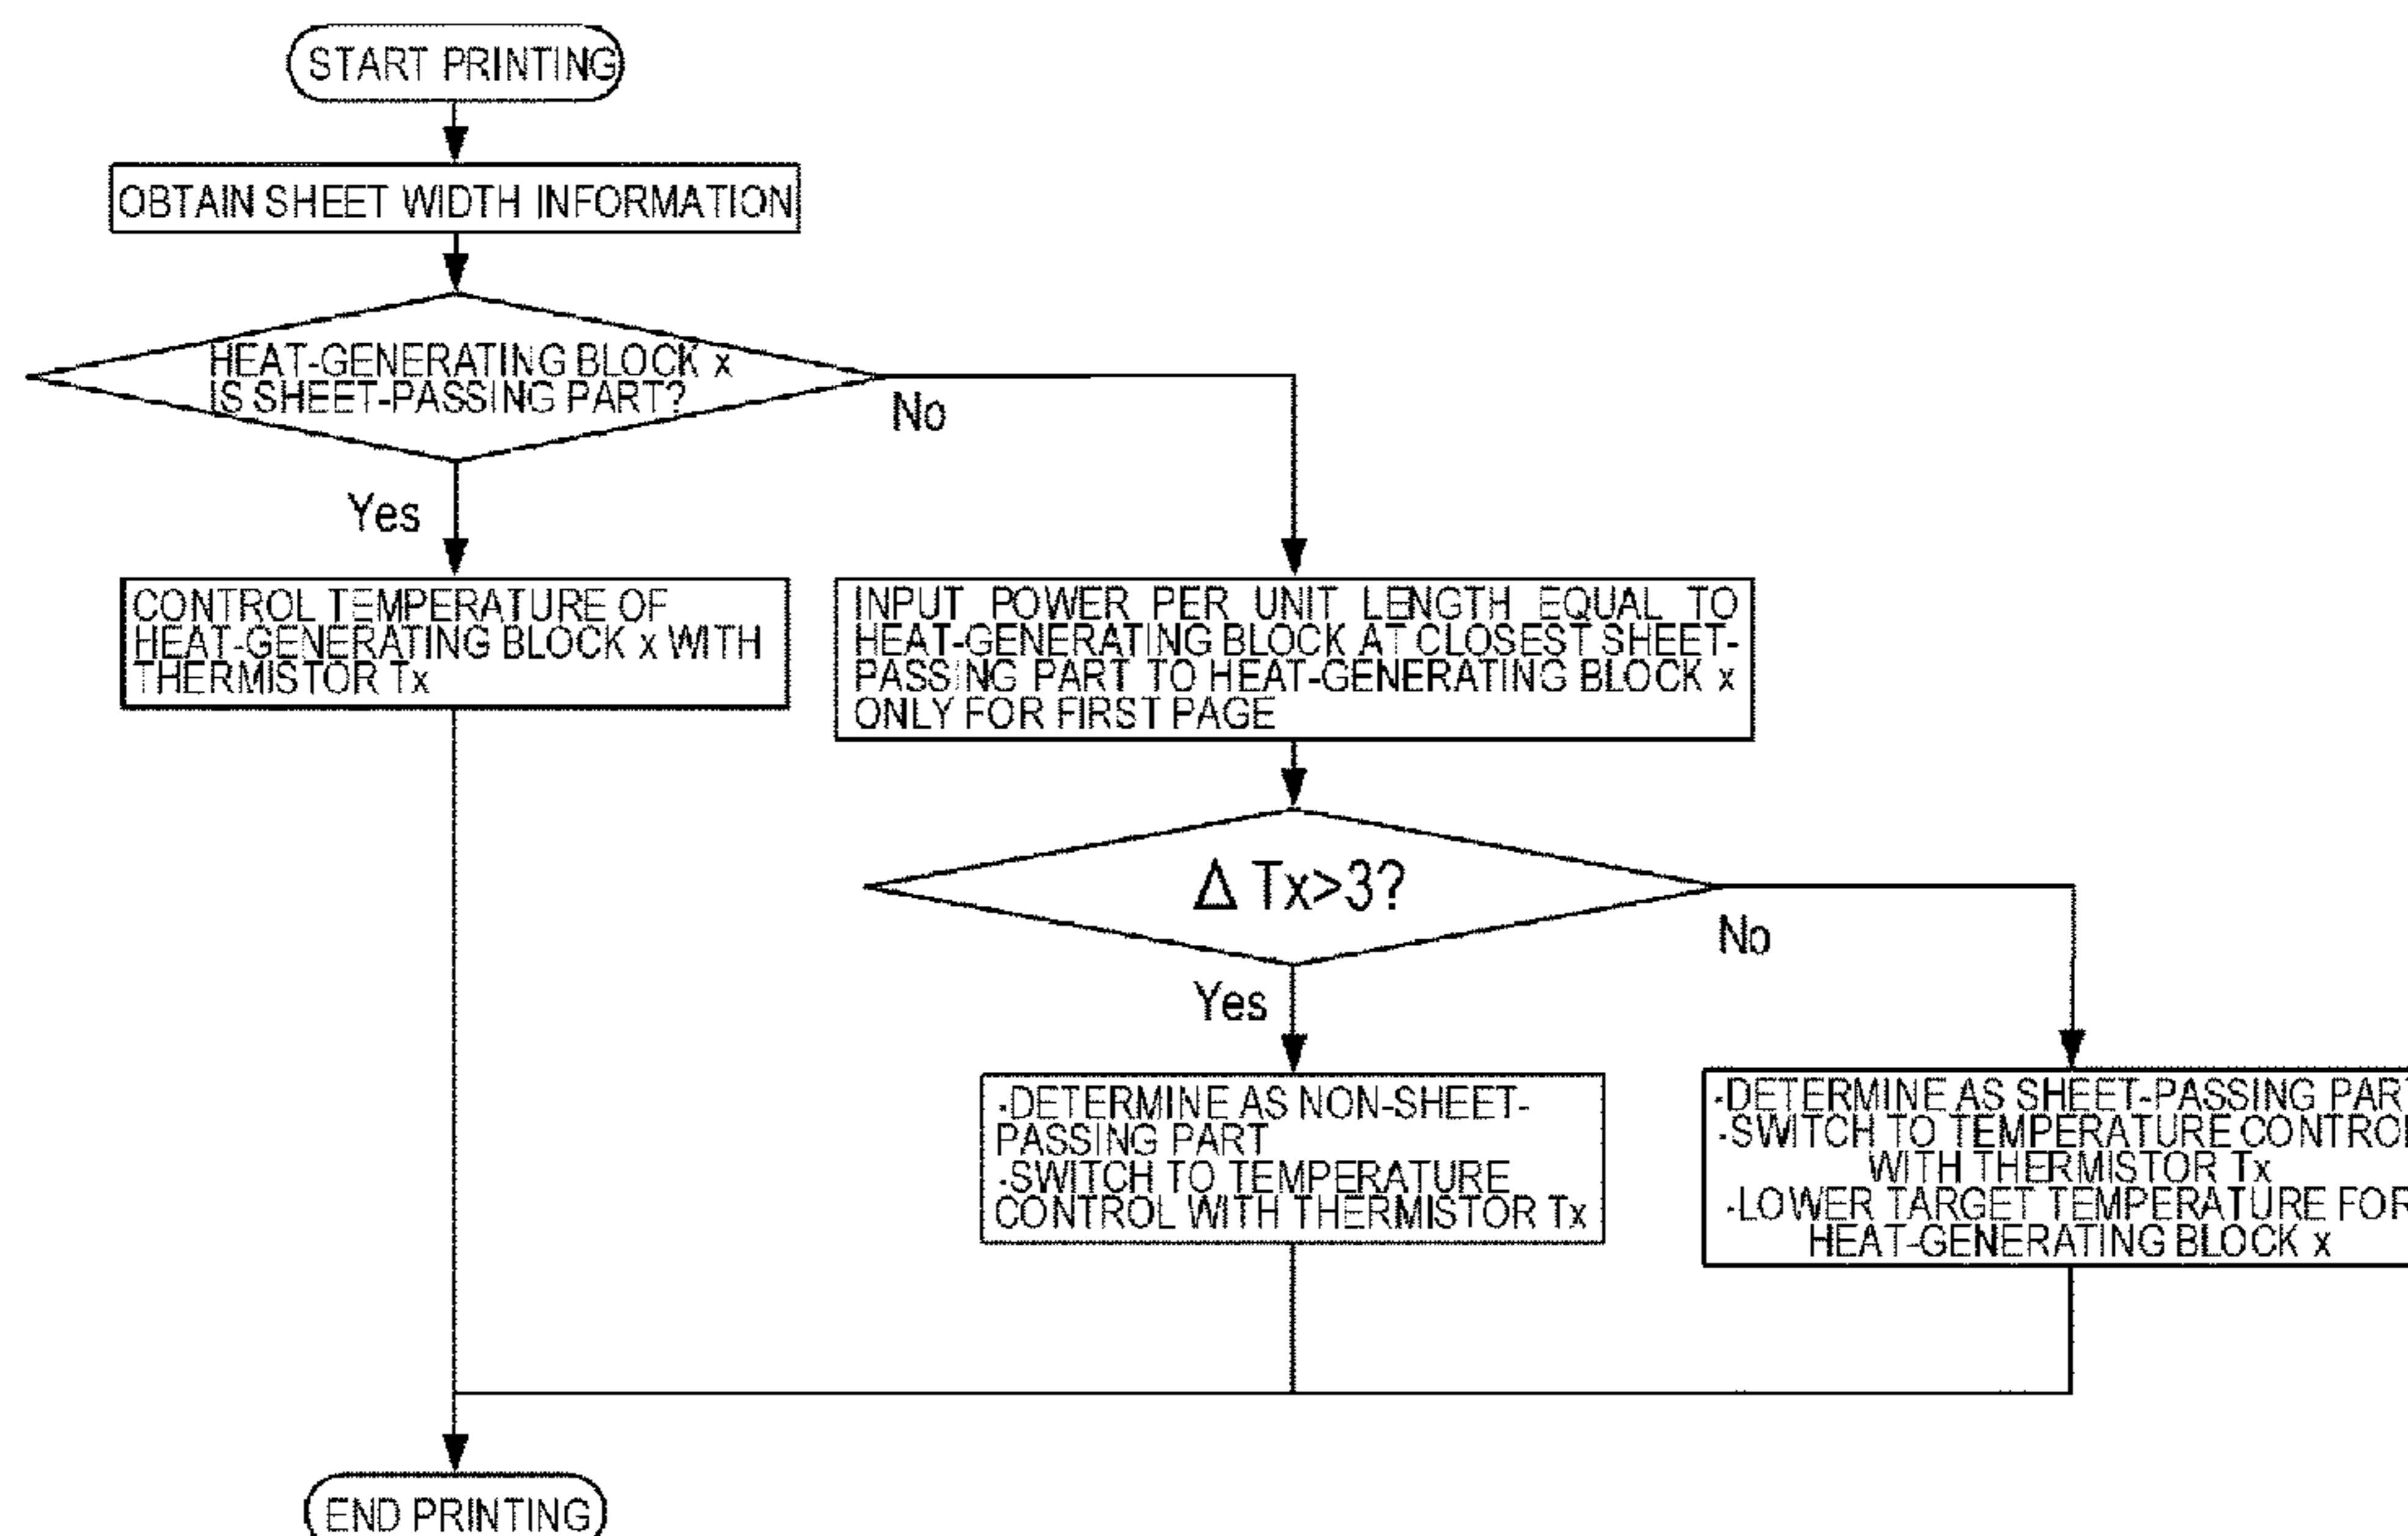 START PRINTING
OBTAIN SHEET WIDTH INFORMATION
HEAT-GENERATING BLOCK x
IS SHEET-PASSING PART?
No
Yes
CONTROL TEMPERATURE OF
HEAT-GENERATING BLOCK x WITH
THERMISTOR Tx
INPUT POWER PER UNIT LENGTH EQUAL TO
HEAT-GENERATING BLOCK AT CLOSEST SHEET-
PASSING PART TO HEAT-GENERATING BLOCK x
ONLY FOR FIRST PAGE
Δ Tx>3?
No
Yes
-DETERMINE AS NON-SHEET-
PASSING PART
-SWITCH TO TEMPERATURE
CONTROL WITH THERMISTOR Tx
-DETERMINE AS SHEET-PASSING PART
-SWITCH TO TEMPERATURE CONTROL
WITH THERMISTOR Tx
-LOWER TARGET TEMPERATURE FOR
HEAT-GENERATING BLOCK x
END PRINTING